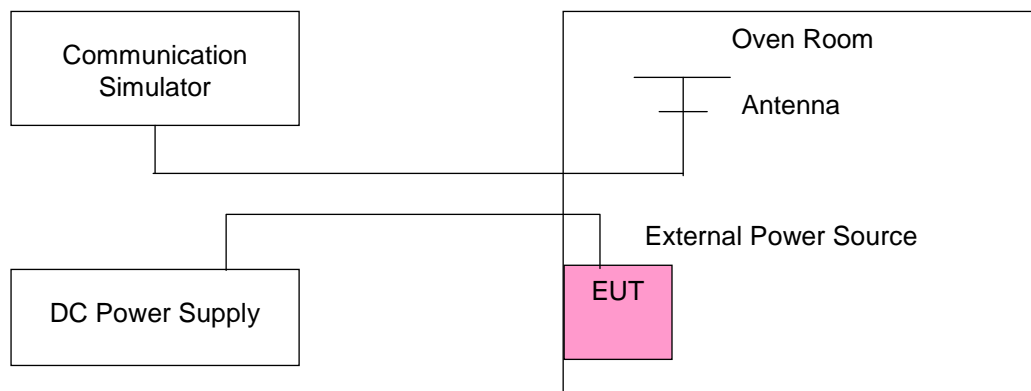 Communication
Simulator
Oven Room
Antenna
External Power Source
DC Power Supply
EUT